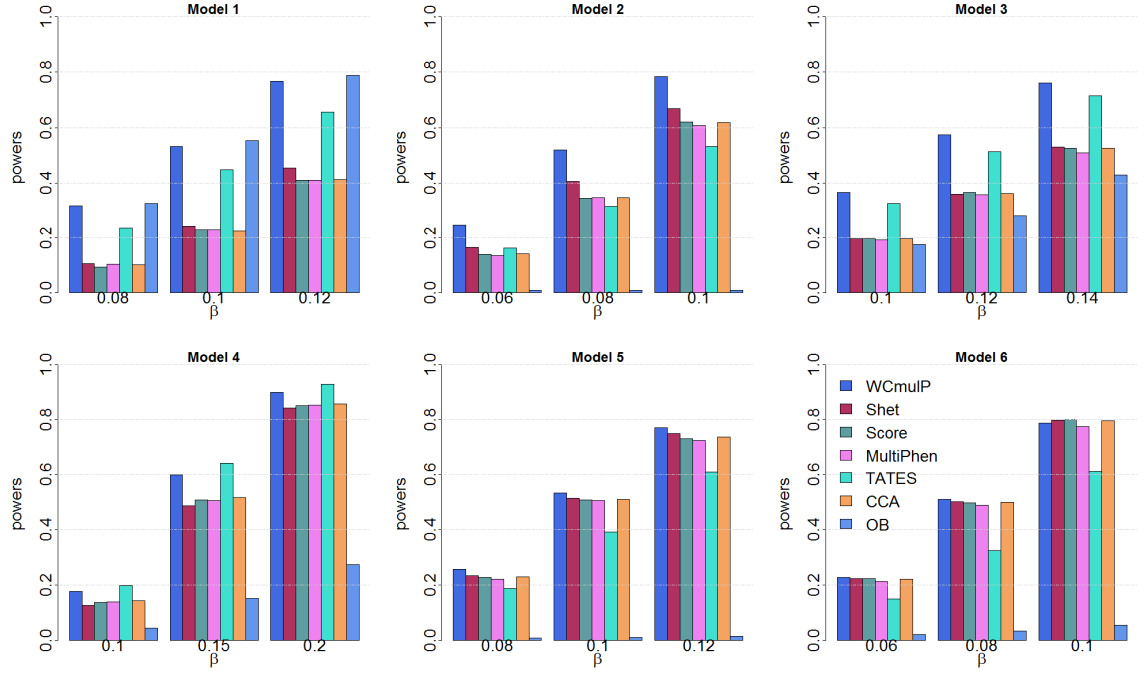 Model 1
1.0
0.8
0.6
0.4
0.2
0.0
powers
0.08 0.1 0.12
β
Model 2
1.0
0.8
0.6
0.4
0.2
0.0
powers
0.06 0.08 0.1
β
Model 3
1.0
0.8
0.6
0.4
0.2
0.0
powers
0.1 0.12 0.14
β
Model 4
1.0
0.8
0.6
0.4
0.2
0.0
powers
0.1 0.15 0.2
β
Model 5
1.0
0.8
0.6
0.4
0.2
0.0
powers
0.08 0.1 0.12
β
Model 6
1.0
0.8
0.6
0.4
0.2
0.0
powers
WCmulP
Shet
Score
MultiPhen
TATES
CCA
OB
0.06 0.08 0.1
β